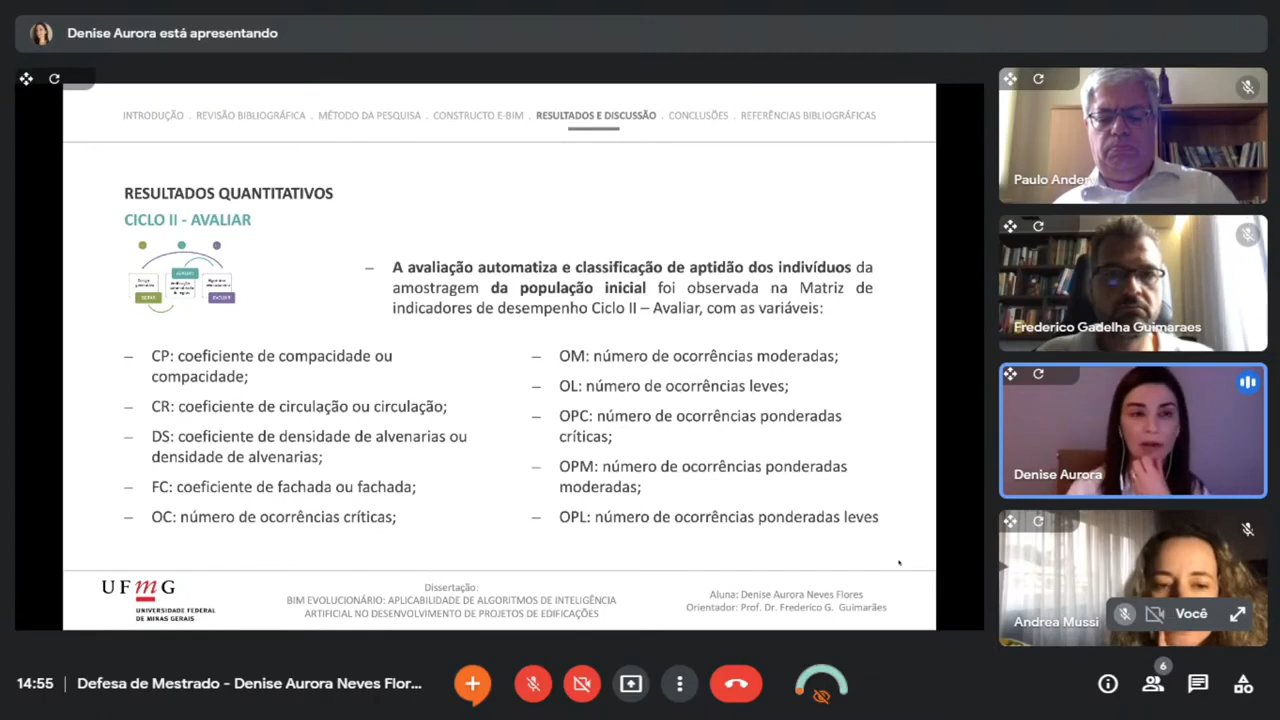 Denise Aurora está apresentando
INTRODUÇÃO . REVISÃO BIBLIOGRÁFICA . MÉTODO DA PESQUISA . CONSTRUCTO E-BIM . RESULTADOS E DISCUSSÃO . CONCLUSÕES . REFERÊNCIAS BIBLIOGRÁFICAS
RESULTADOS QUANTITATIVOS
CICLO II - AVALIAR
– A avaliação automatiza e classificação de aptidão dos indivíduos da
amostragem da população inicial foi observada na Matriz de
indicadores de desempenho Ciclo II – Avaliar, com as variáveis:
– CP: coeficiente de compacidade ou
compacidade;
– CR: coeficiente de circulação ou circulação;
– DS: coeficiente de densidade de alvenarias ou
densidade de alvenarias;
– FC: coeficiente de fachada ou fachada;
– OC: número de ocorrências críticas;
– OM: número de ocorrências moderadas;
– OL: número de ocorrências leves;
– OPC: número de ocorrências ponderadas
críticas;
– OPM: número de ocorrências ponderadas
moderadas;
– OPL: número de ocorrências ponderadas leves
UFmG
UNIVERSIDADE FEDERAL
DE MINAS GERAIS
Dissertação:
BIM EVOLUCIONÁRIO: APLICABILIDADE DE ALGORITMOS DE INTELIGÊNCIA
ARTIFICIAL NO DESENVOLVIMENTO DE PROJETOS DE EDIFICAÇÕES
Aluna: Denise Aurora Neves Flores
Orientador: Prof. Dr. Frederico G. Guimarães
Paulo Andery
Frederico Gadelha Guimaraes
Denise Aurora
Andrea Mussi
Você
14:55 | Defesa de Mestrado - Denise Aurora Neves Flor...
6